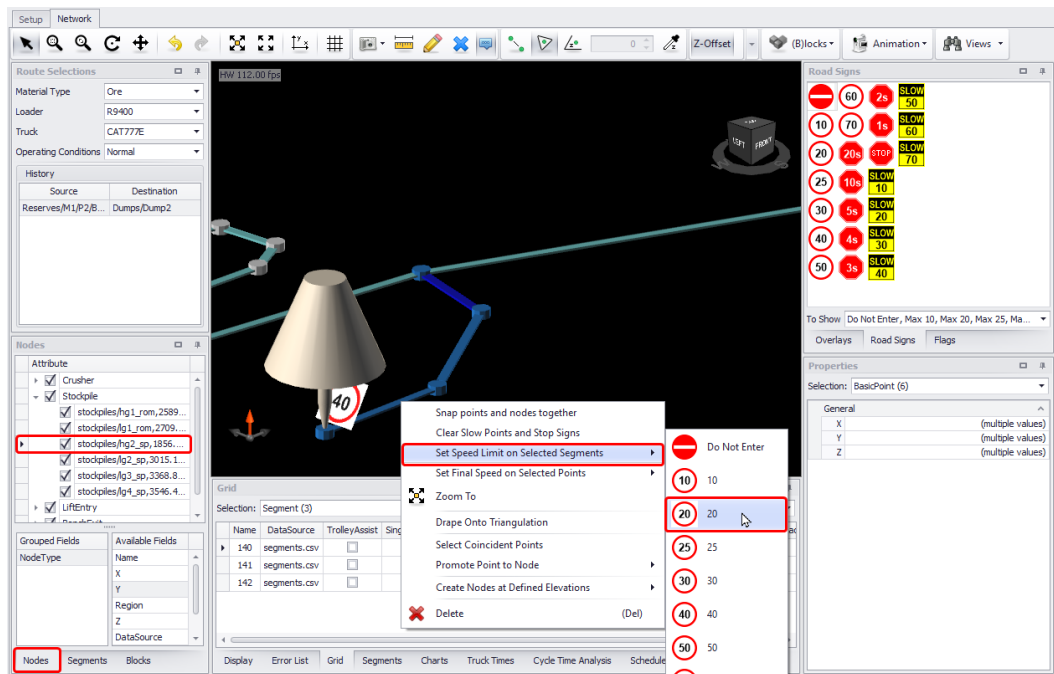 Setup Network
0 Z-Offset (B)locks Animation Views
Route Selections
Material Type Ore
Loader R9400
Truck CAT777E
Operating Conditions Normal
History
Source Destination
Reserves/M1/P2/B... Dumps/Dump2
Nodes
Attribute
Crusher
Stockpile
stockpiles/hg1_rom,2589...
stockpiles/lg1_rom,2709....
stockpiles/hg2_sp,1856....
stockpiles/lg2_sp,3015.1...
stockpiles/lg3_sp,3368.8...
stockpiles/lg4_sp,3546.4...
LiftEntry
Grouped Fields Available Fields
NodeType Name
X
Y
Region
Z
DataSource
Nodes Segments Blocks
HW 112.00 fps
LEFT FRONT
40
Snap points and nodes together
Clear Slow Points and Stop Signs
Set Speed Limit on Selected Segments
Set Final Speed on Selected Points
Zoom To
Drape Onto Triangulation
Select Coincident Points
Promote Point to Node
Create Nodes at Defined Elevations
Delete (Del)
Do Not Enter
10 10
20 20
25 25
30 30
40 40
50 50
Grid
Selection: Segment (3)
Name DataSource TrolleyAssist Sing
140 segments.csv
141 segments.csv
142 segments.csv
Display Error List Grid Segments Charts Truck Times Cycle Time Analysis Schedule
Road Signs
60 2s SLOW 50
10 70 1s SLOW 60
20 20s STOP SLOW 70
25 10s SLOW 10
30 5s SLOW 20
40 4s SLOW 30
50 3s SLOW 40
To Show Do Not Enter, Max 10, Max 20, Max 25, Ma...
Overlays Road Signs Flags
Properties
Selection: BasicPoint (6)
General
X (multiple values)
Y (multiple values)
Z (multiple values)